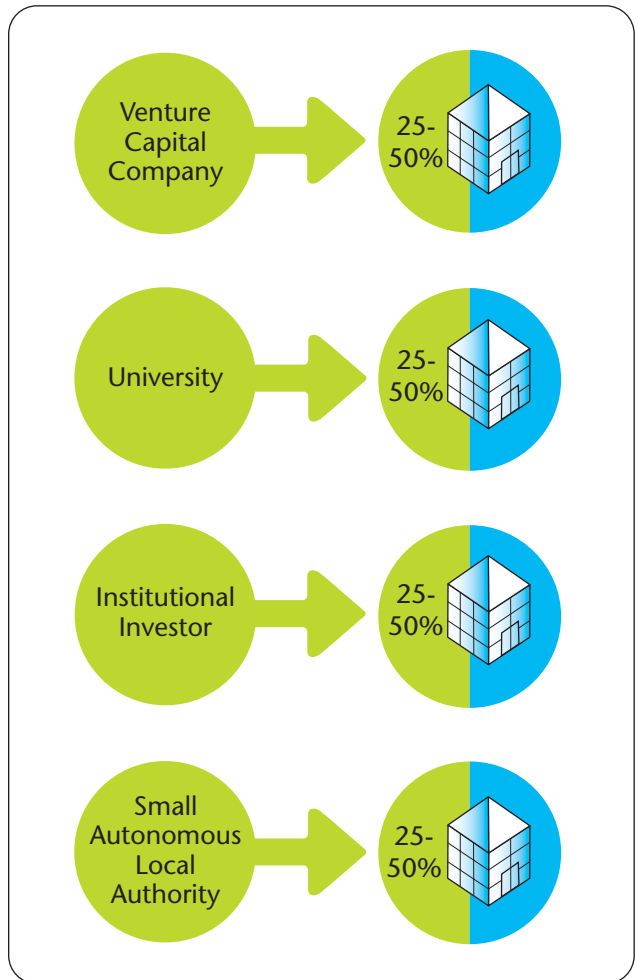 Venture
Capital
Company
25-
50%
University
25-
50%
Institutional
Investor
25-
50%
Small
Autonomous
Local
Authority
25-
50%